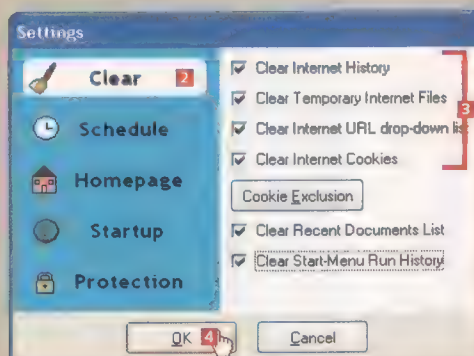 Settings
Clear 2
Schedule
Homepage
Startup
Protection
Clear Internet History
Clear Temporary Internet Files
3
Clear Internet URL drop-down list
Clear Internet Cookies
Cookie Exclusion
Clear Recent Documents List
Clear Start-Menu Run History
OK 4
Cancel